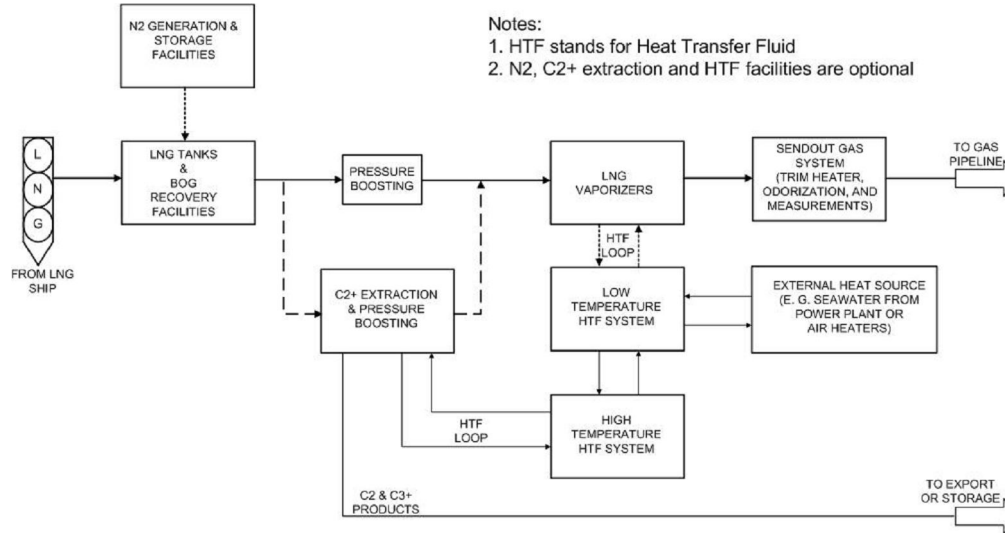 N2 GENERATION &
STORAGE
FACILITIES
Notes:
1. HTF stands for Heat Transfer Fluid
2. N2, C2+ extraction and HTF facilities are optional
L
N
G
FROM LNG
SHIP
LNG TANKS
&
BOG
RECOVERY
FACILITIES
PRESSURE
BOOSTING
LNG
VAPORIZERS
SENDOUT GAS
SYSTEM
(TRIM HEATER,
ODORIZATION, AND
MEASUREMENTS)
TO GAS
PIPELINE
HTF
LOOP
C2+ EXTRACTION
& PRESSURE
BOOSTING
LOW
TEMPERATURE
HTF SYSTEM
EXTERNAL HEAT SOURCE
(E. G. SEAWATER FROM
POWER PLANT OR
AIR HEATERS)
HTF
LOOP
HIGH
TEMPERATURE
HTF SYSTEM
C2 & C3+
PRODUCTS
TO EXPORT
OR STORAGE